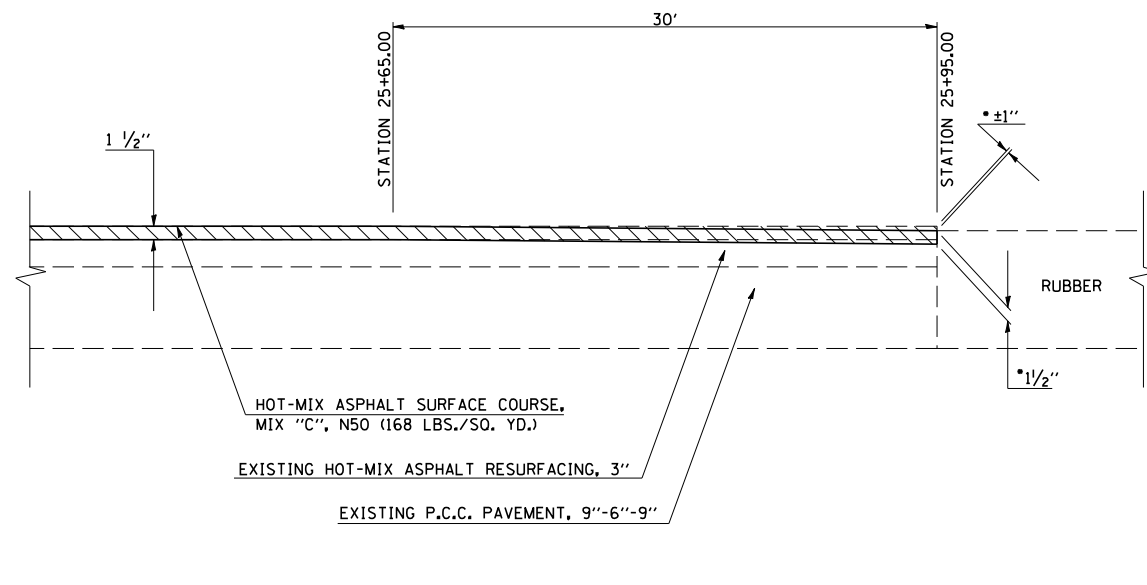 30'
STATION 25+65.00
STATION 25+95.00
• ±1"
1 ½"
RUBBER
• 1½"
HOT-MIX ASPHALT SURFACE COURSE,
MIX "C", N50 (168 LBS./SQ. YD.)
EXISTING HOT-MIX ASPHALT RESURFACING, 3"
EXISTING P.C.C. PAVEMENT, 9"-6"-9"